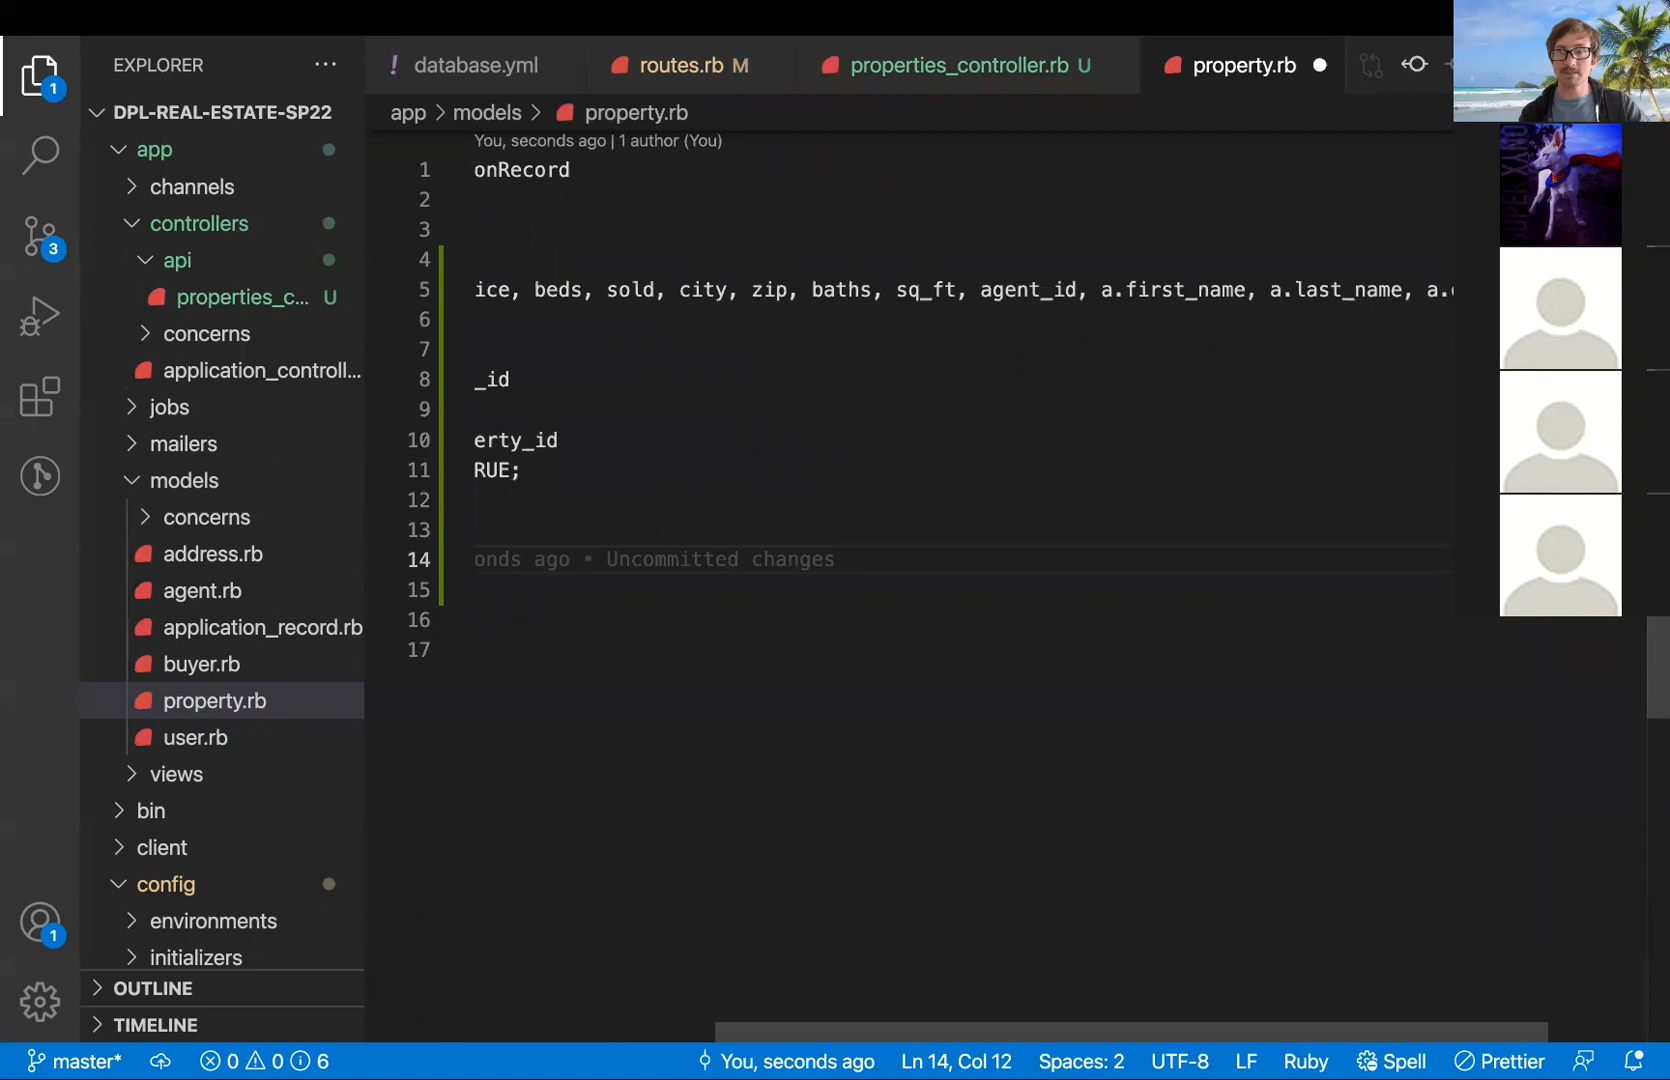 EXPLORER
DPL-REAL-ESTATE-SP22
app
channels
controllers
api
properties_c... U
concerns
application_controll...
jobs
mailers
models
concerns
address.rb
agent.rb
application_record.rb
buyer.rb
property.rb
user.rb
views
bin
client
config
environments
initializers
OUTLINE
TIMELINE
1
3
1
! database.yml
routes.rb M
properties_controller.rb U
property.rb
app > models > property.rb
You, seconds ago | 1 author (You)
1 onRecord
2
3
4
5 ice, beds, sold, city, zip, baths, sq_ft, agent_id, a.first_name, a.last_name, a.
6
7
8 _id
9
10 erty_id
11 RUE;
12
13
14 onds ago • Uncommitted changes
15
16
17
master* 0 0 6 You, seconds ago Ln 14, Col 12 Spaces: 2 UTF-8 LF Ruby Spell Prettier